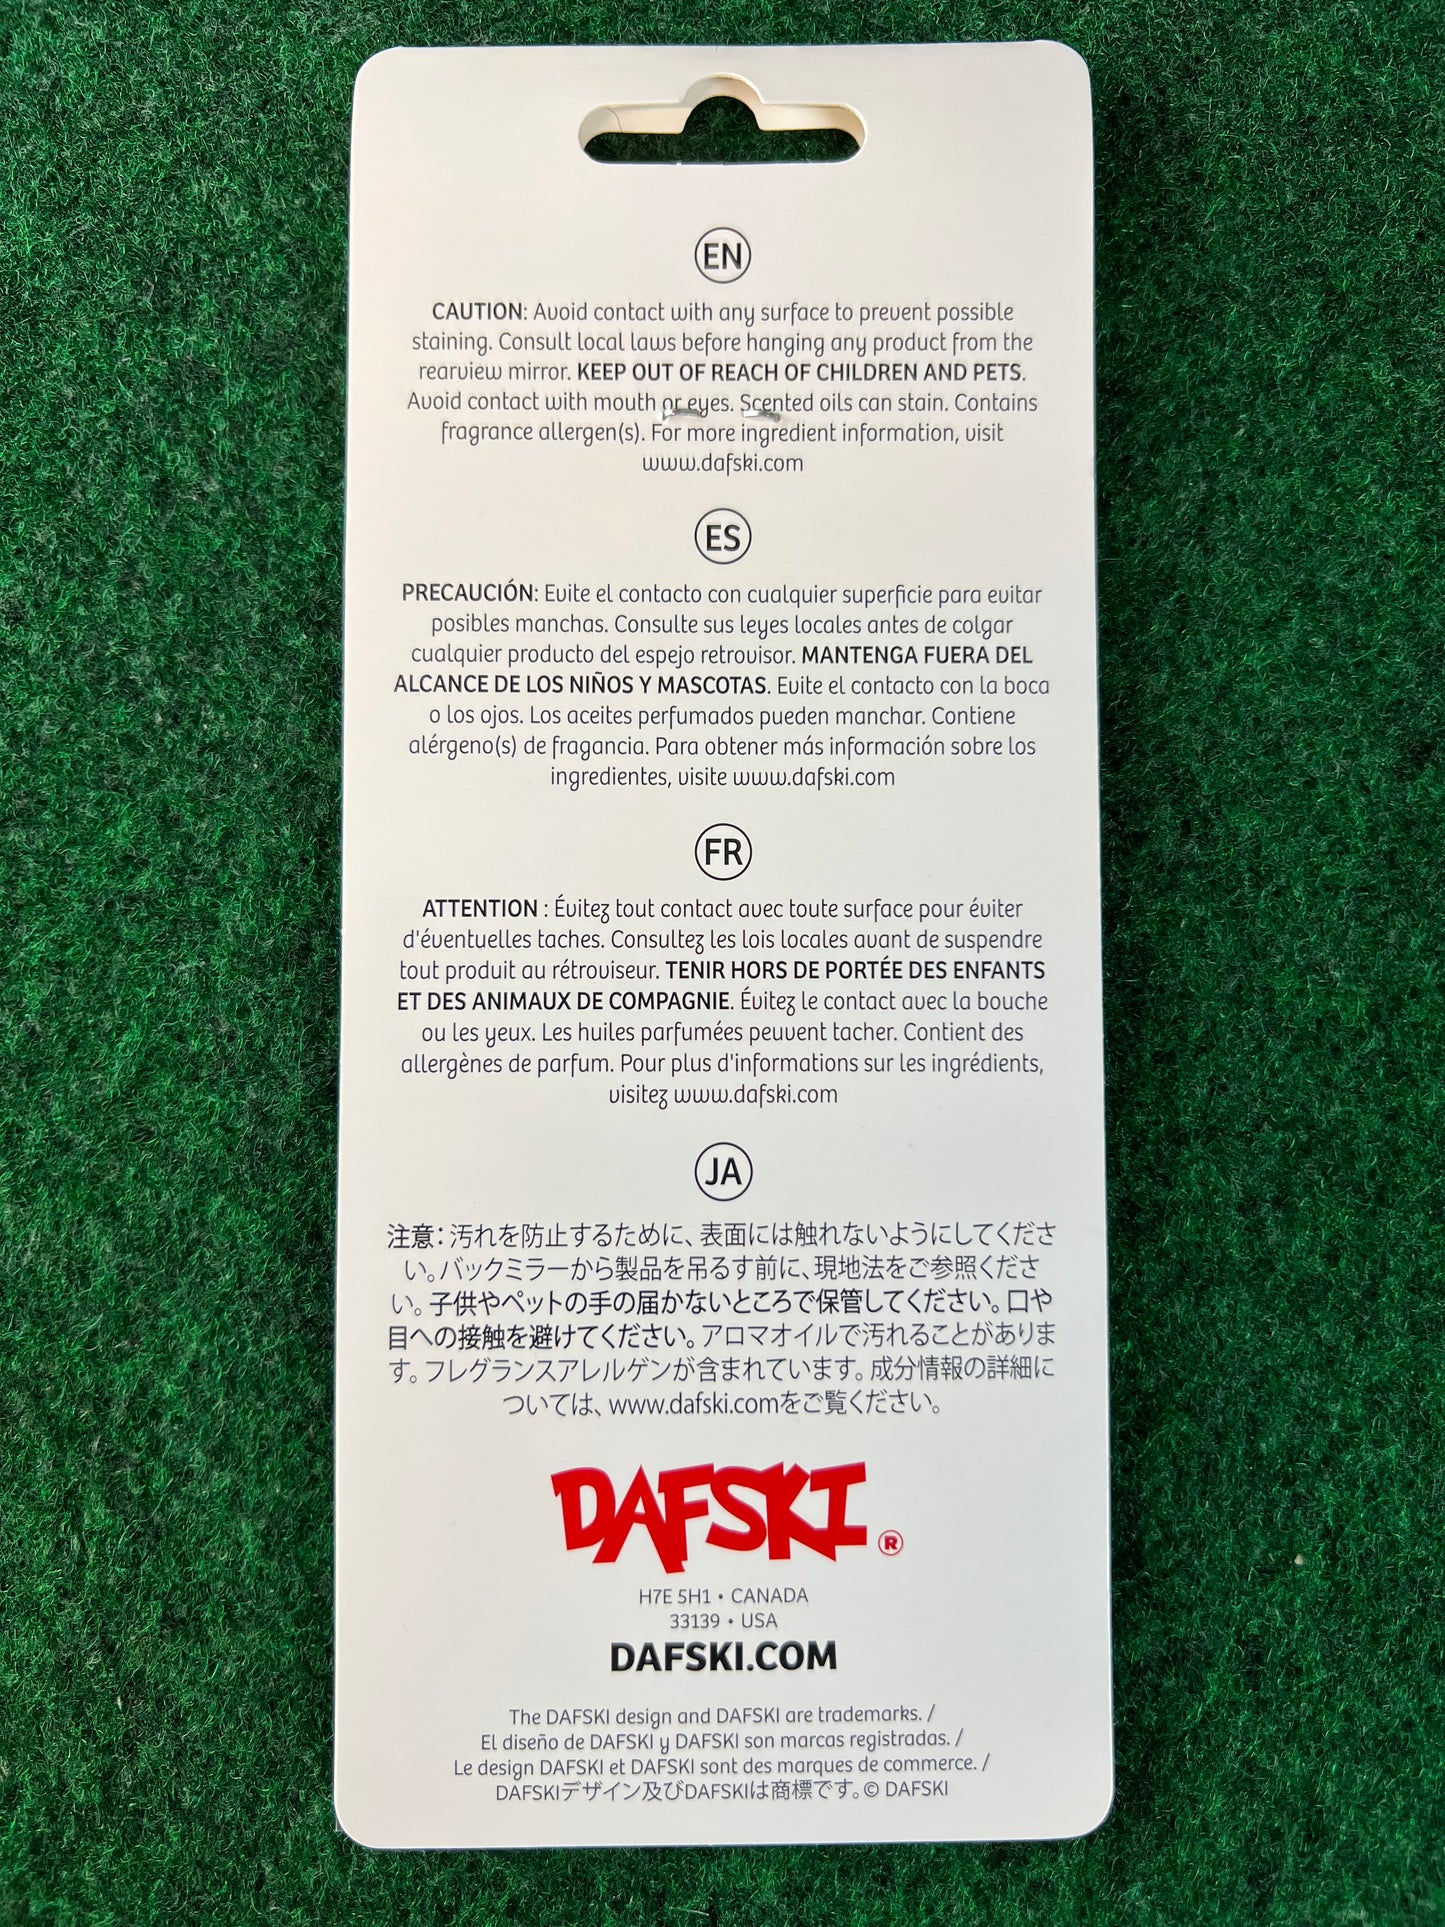 EN
CAUTION: Avoid contact with any surface to prevent possible
staining. Consult local laws before hanging any product from the
rearview mirror. KEEP OUT OF REACH OF CHILDREN AND PETS.
Avoid contact with mouth or eyes. Scented oils can stain. Contains
fragrance allergen(s). For more ingredient information, visit
www.dafski.com
ES
PRECAUCIÓN: Evite el contacto con cualquier superficie para evitar
posibles manchas. Consulte sus leyes locales antes de colgar
cualquier producto del espejo retrovisor. MANTENGA FUERA DEL
ALCANCE DE LOS NIÑOS Y MASCOTAS. Evite el contacto con la boca
o los ojos. Los aceites perfumados pueden manchar. Contiene
alérgeno(s) de fragancia. Para obtener más información sobre los
ingredientes, visite www.dafski.com
FR
ATTENTION : Évitez tout contact avec toute surface pour éviter
d'éventuelles taches. Consultez les lois locales avant de suspendre
tout produit au rétroviseur. TENIR HORS DE PORTÉE DES ENFANTS
ET DES ANIMAUX DE COMPAGNIE. Évitez le contact avec la bouche
ou les yeux. Les huiles parfumées peuvent tacher. Contient des
allergènes de parfum. Pour plus d'informations sur les ingrédients,
visitez www.dafski.com
JA
注意：汚れを防止するために、表面には触れないようにしてくださ
い。バックミラーから製品を吊るす前に、現地法をご参照くださ
い。子供やペットの手の届かないところで保管してください。口や
目への接触を避けてください。アロマオイルで汚れることがありま
す。フレグランスアレルゲンが含まれています。成分情報の詳細に
ついては、www.dafski.comをご覧ください。
DAFSKI®
H7E 5H1 • CANADA
33139 • USA
DAFSKI.COM
The DAFSKI design and DAFSKI are trademarks. /
El diseño de DAFSKI y DAFSKI son marcas registradas. /
Le design DAFSKI et DAFSKI sont des marques de commerce. /
DAFSKIデザイン及びDAFSKIは商標です。© DAFSKI